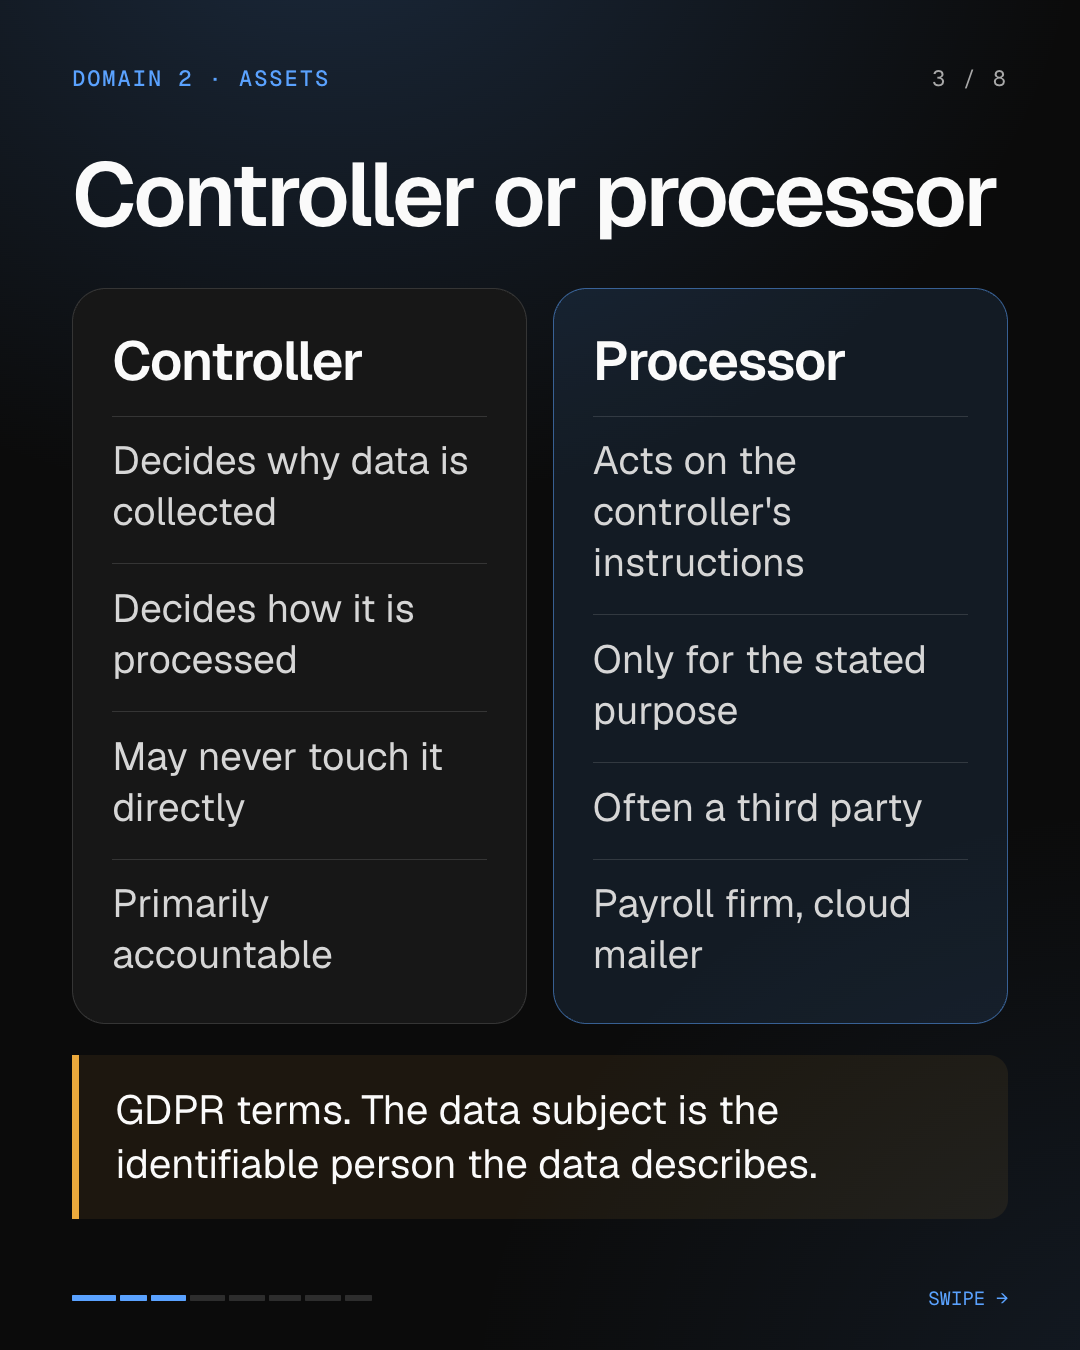 DOMAIN 2 · ASSETS
3 / 8
Controller or processor
Controller
Decides why data is
collected
Decides how it is
processed
May never touch it
directly
Primarily
accountable
Processor
Acts on the
controller's
instructions
Only for the stated
purpose
Often a third party
Payroll firm, cloud
mailer
GDPR terms. The data subject is the
identifiable person the data describes.
SWIPE →